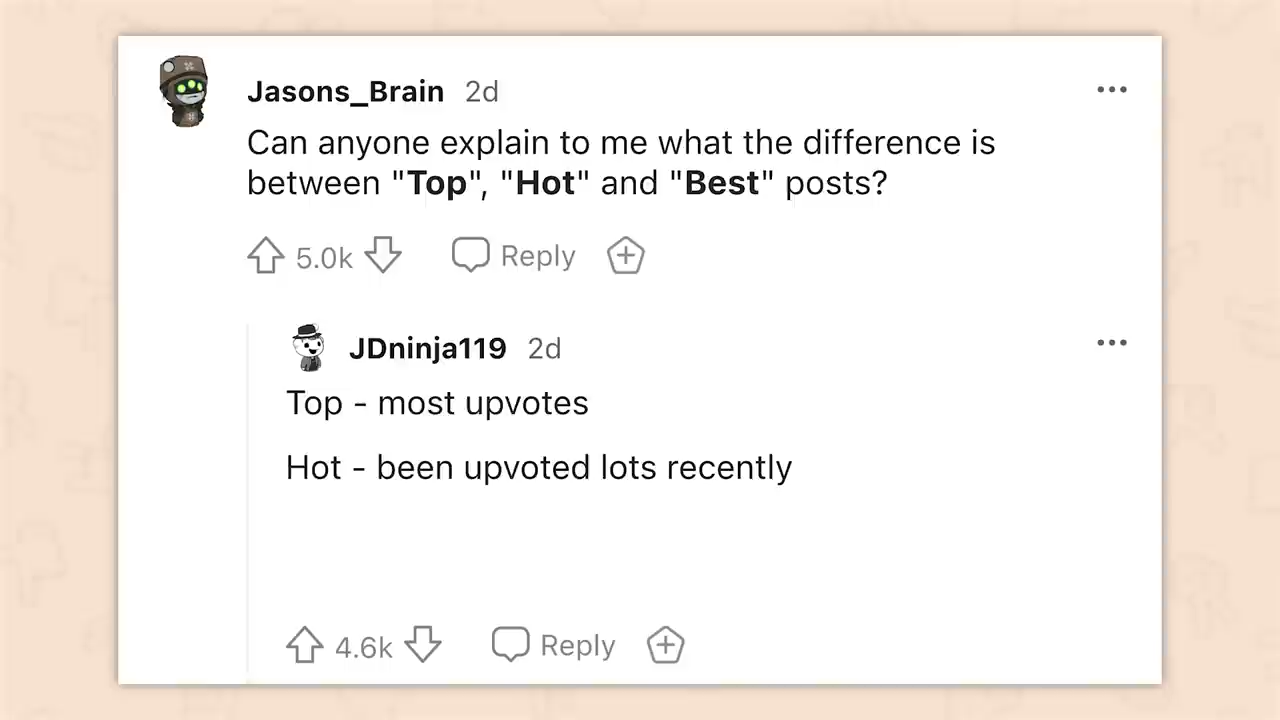 Jasons_Brain 2d
Can anyone explain to me what the difference is
between "Top", "Hot" and "Best" posts?
5.0k Reply
JDninja119 2d
Top - most upvotes
Hot - been upvoted lots recently
4.6k Reply